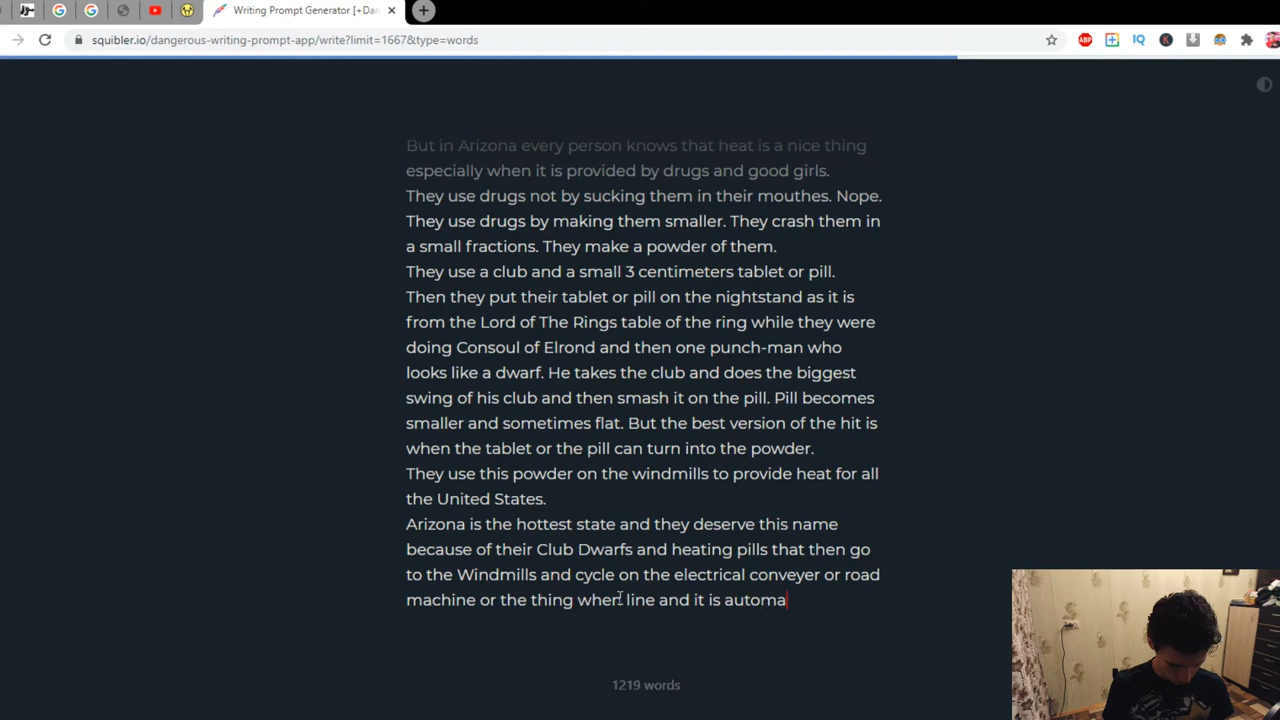 Writing Prompt Generator [+Dan
squibler.io/dangerous-writing-prompt-app/write?limit=1667&type=words
ABP
IQ
K
But in Arizona every person knows that heat is a nice thing
especially when it is provided by drugs and good girls.
They use drugs not by sucking them in their mouthes. Nope.
They use drugs by making them smaller. They crash them in
a small fractions. They make a powder of them.
They use a club and a small 3 centimeters tablet or pill.
Then they put their tablet or pill on the nightstand as it is
from the Lord of The Rings table of the ring while they were
doing Consoul of Elrond and then one punch-man who
looks like a dwarf. He takes the club and does the biggest
swing of his club and then smash it on the pill. Pill becomes
smaller and sometimes flat. But the best version of the hit is
when the tablet or the pill can turn into the powder.
They use this powder on the windmills to provide heat for all
the United States.
Arizona is the hottest state and they deserve this name
because of their Club Dwarfs and heating pills that then go
to the Windmills and cycle on the electrical conveyer or road
machine or the thing when line and it is automa
1219 words